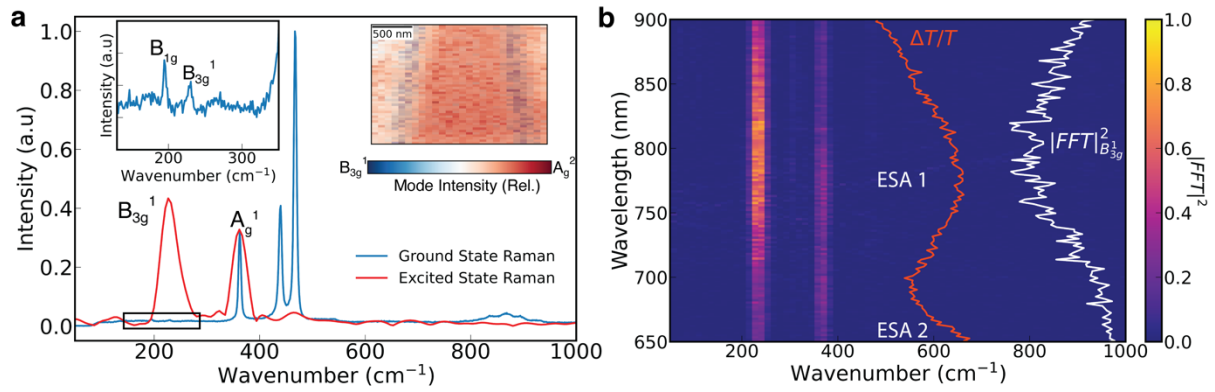 a
Intensity (a.u)
1.0
0.8
0.6
0.4
0.2
0.0
200
400
600
800
1000
Wavenumber (cm⁻¹)
Intensity (a.u)
B₁g
B₃g¹
200
300
Wavenumber (cm⁻¹)
500 nm
B₃g¹
A_g²
Mode Intensity (Rel.)
B₃g¹
A_g¹
Ground State Raman
Excited State Raman
b
Wavelength (nm)
900
850
800
750
700
650
200
400
600
800
1000
Wavenumber (cm⁻¹)
ΔT/T
ESA 1
ESA 2
|FFT|²_B¹₃g
1.0
0.8
0.6
0.4
0.2
0.0
|FFT|²